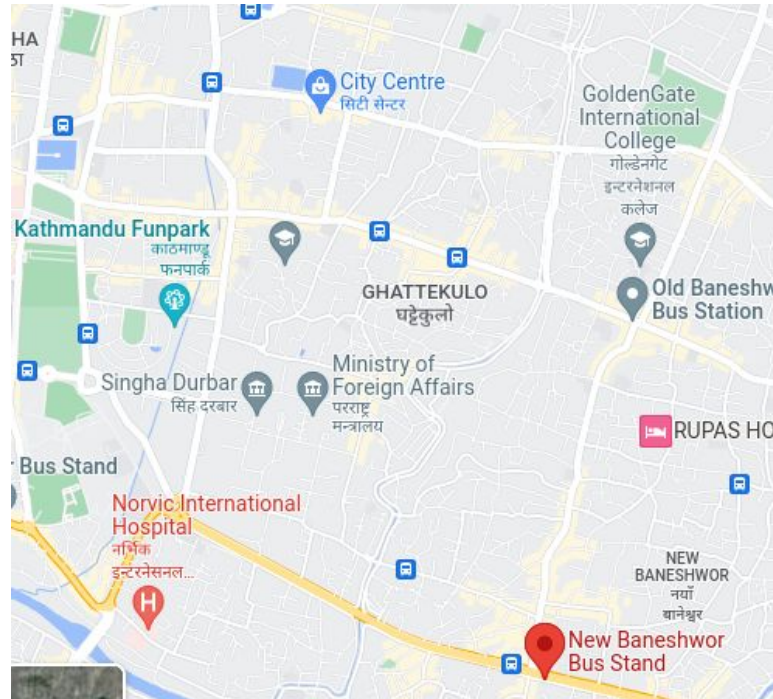 HA
ठा
City Centre
सिटी सेन्टर
GoldenGate
International
College
गोल्डेनगेट
इन्टरनेशनल
कलेज
Kathmandu Funpark
काठमाण्डू
फनपार्क
GHATTEKULO
घट्टेकुलो
Old Baneshw
Bus Station
Singha Durbar
सिंह दरबार
Ministry of
Foreign Affairs
परराष्ट्र
मन्त्रालय
RUPAS HO
r Bus Stand
Norvic International
Hospital
नर्भिक
इन्टरनेसनल...
H
NEW
BANESHWOR
नयाँ
बानेश्वर
New Baneshwor
Bus Stand